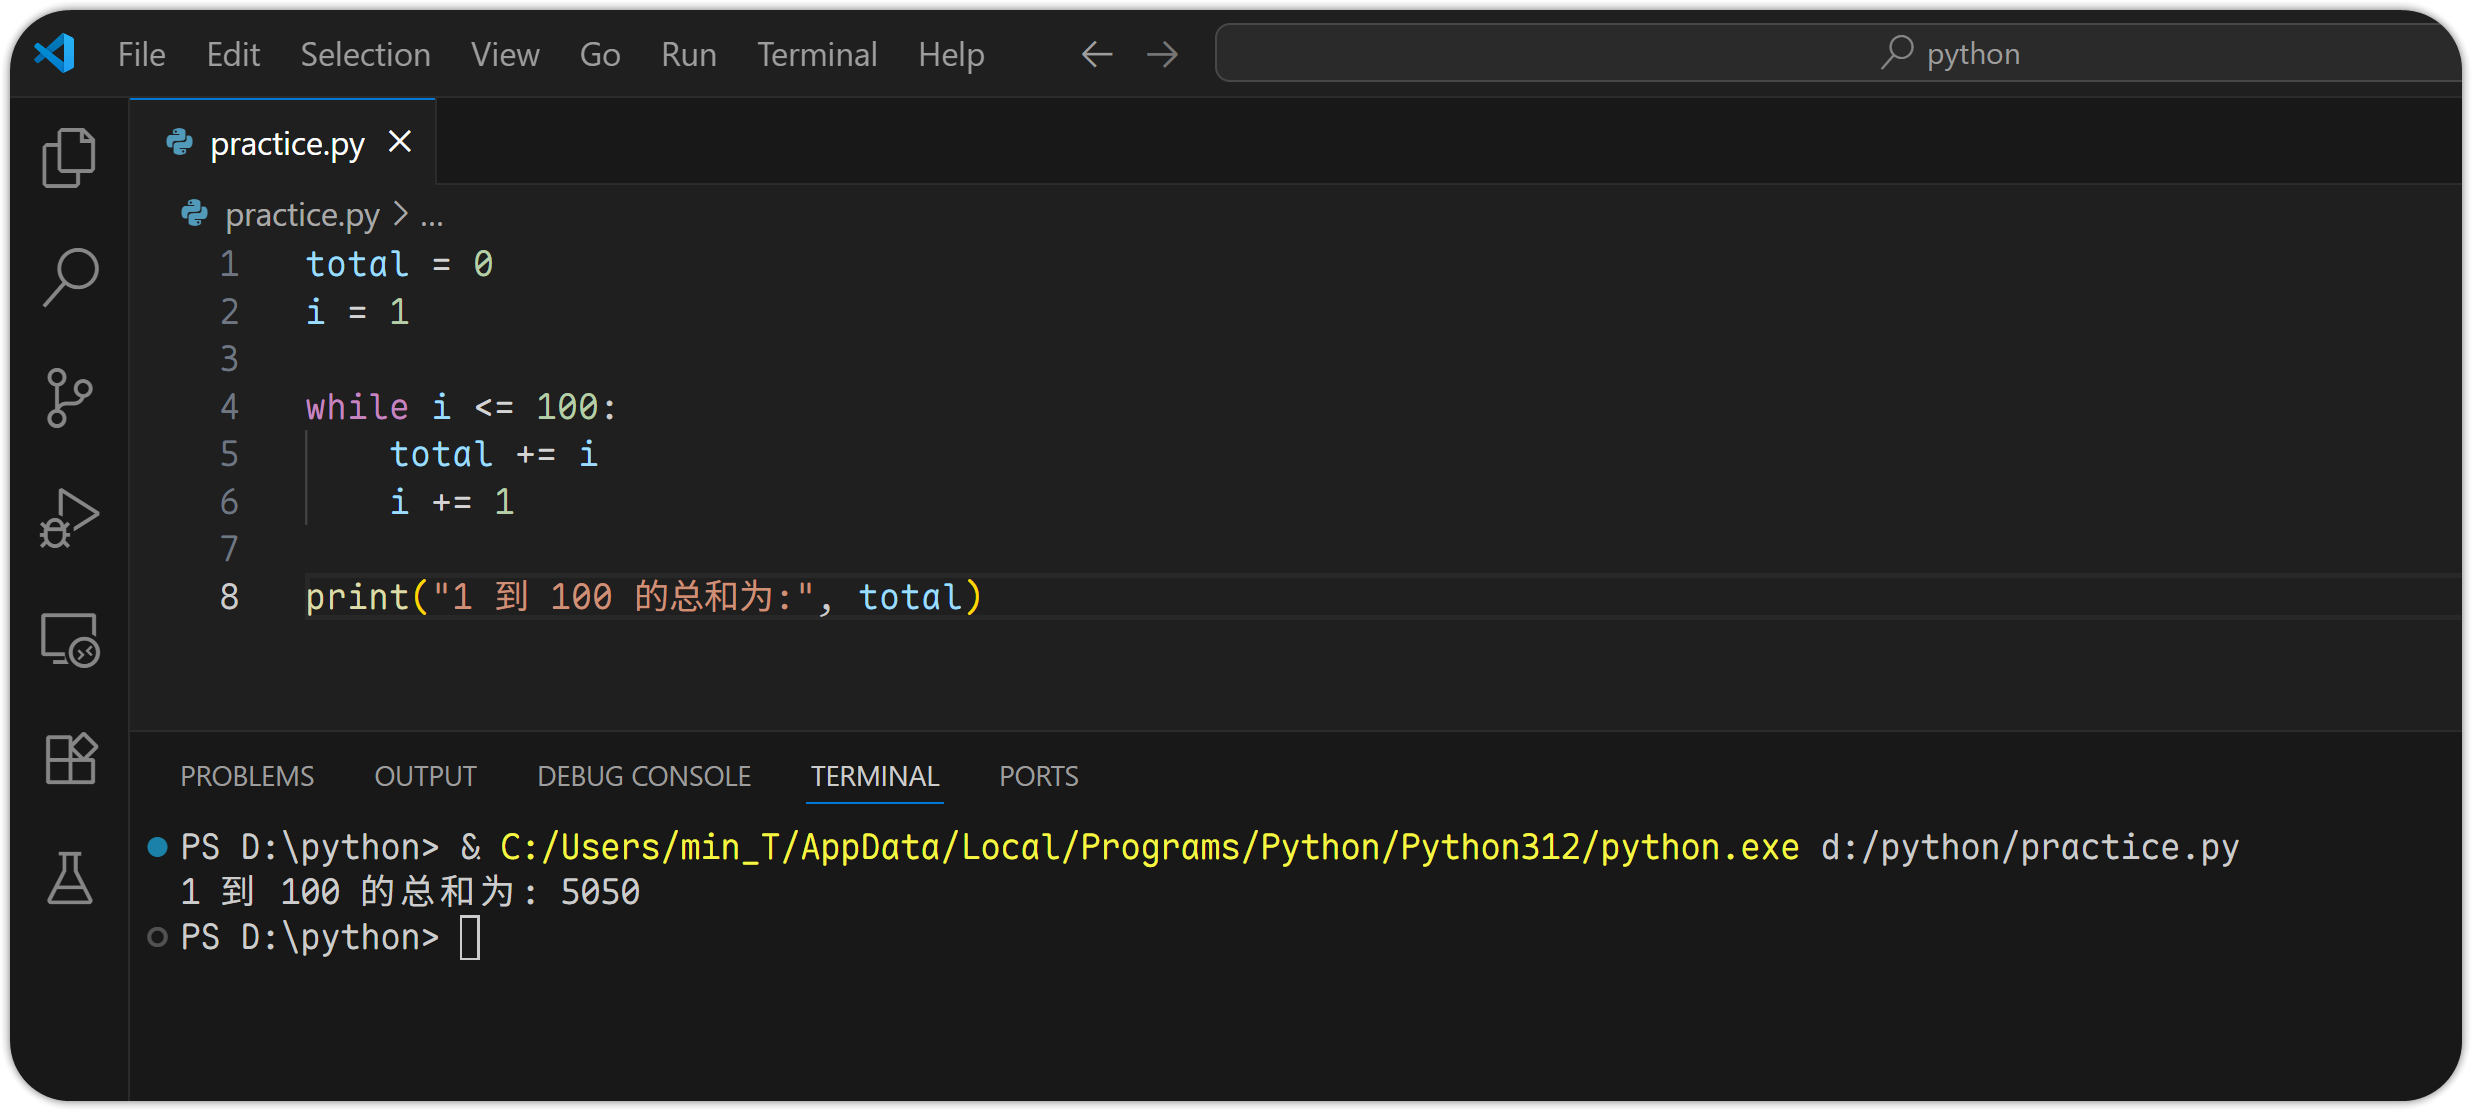 File Edit Selection View Go Run Terminal Help python
practice.py
practice.py > ...
1 total = 0
2 i = 1
3
4 while i <= 100:
5     total += i
6     i += 1
7
8 print("1 到 100 的总和为:", total)
PROBLEMS OUTPUT DEBUG CONSOLE TERMINAL PORTS
PS D:\python> & C:/Users/min_T/AppData/Local/Programs/Python/Python312/python.exe d:/python/practice.py
1 到 100 的总和为: 5050
PS D:\python>